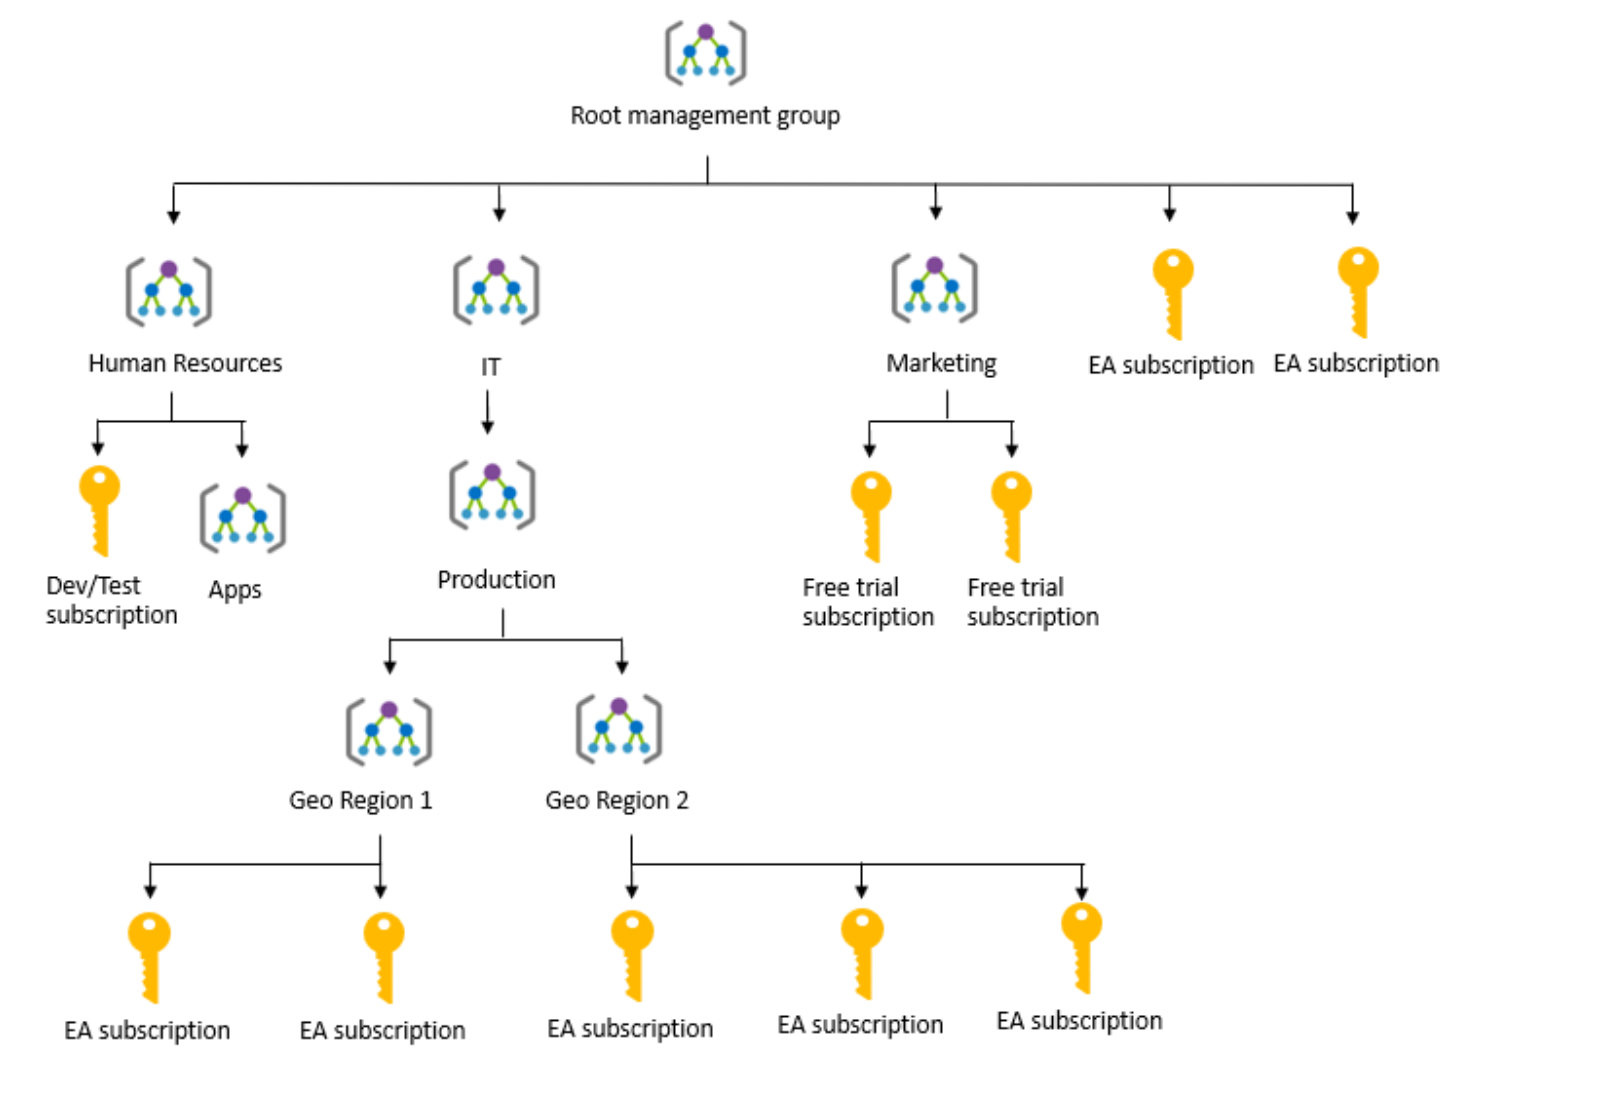 Root management group
Human Resources
IT
Marketing
EA subscription
EA subscription
Dev/Test
subscription
Apps
Production
Free trial
subscription
Free trial
subscription
Geo Region 1
Geo Region 2
EA subscription
EA subscription
EA subscription
EA subscription
EA subscription